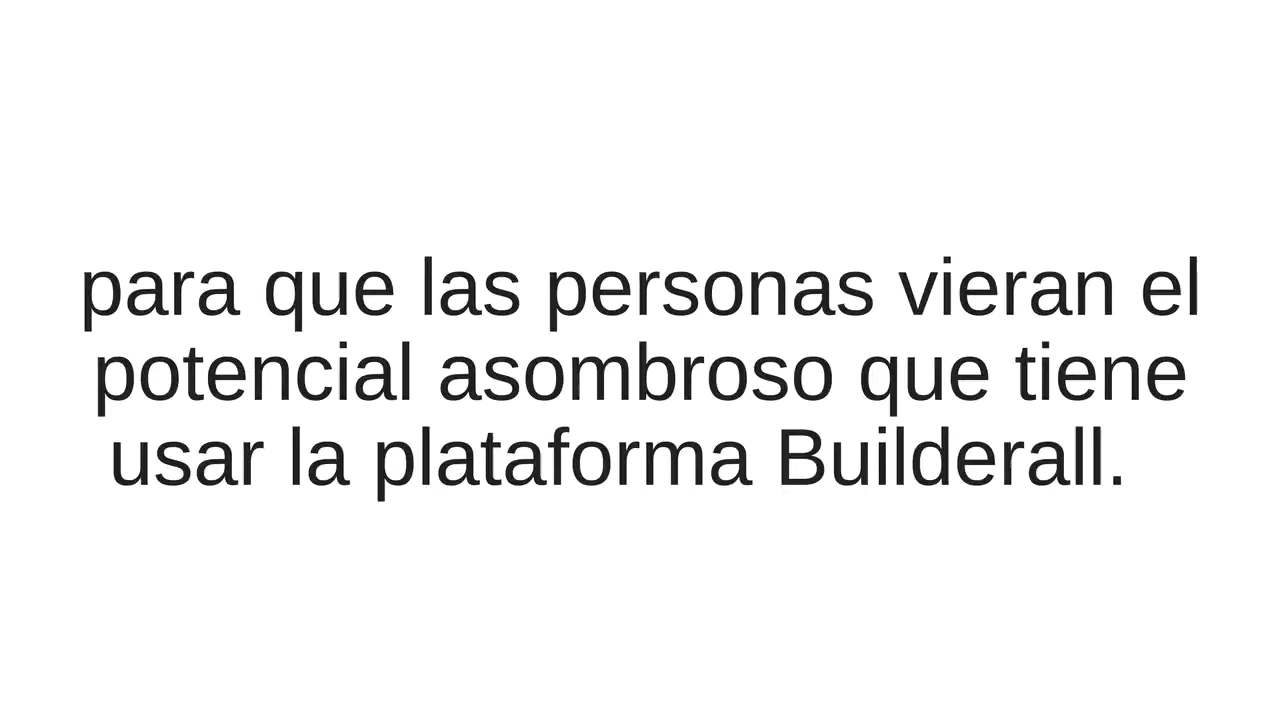 para que las personas vieran el
potencial asombroso que tiene
usar la plataforma Builderall.